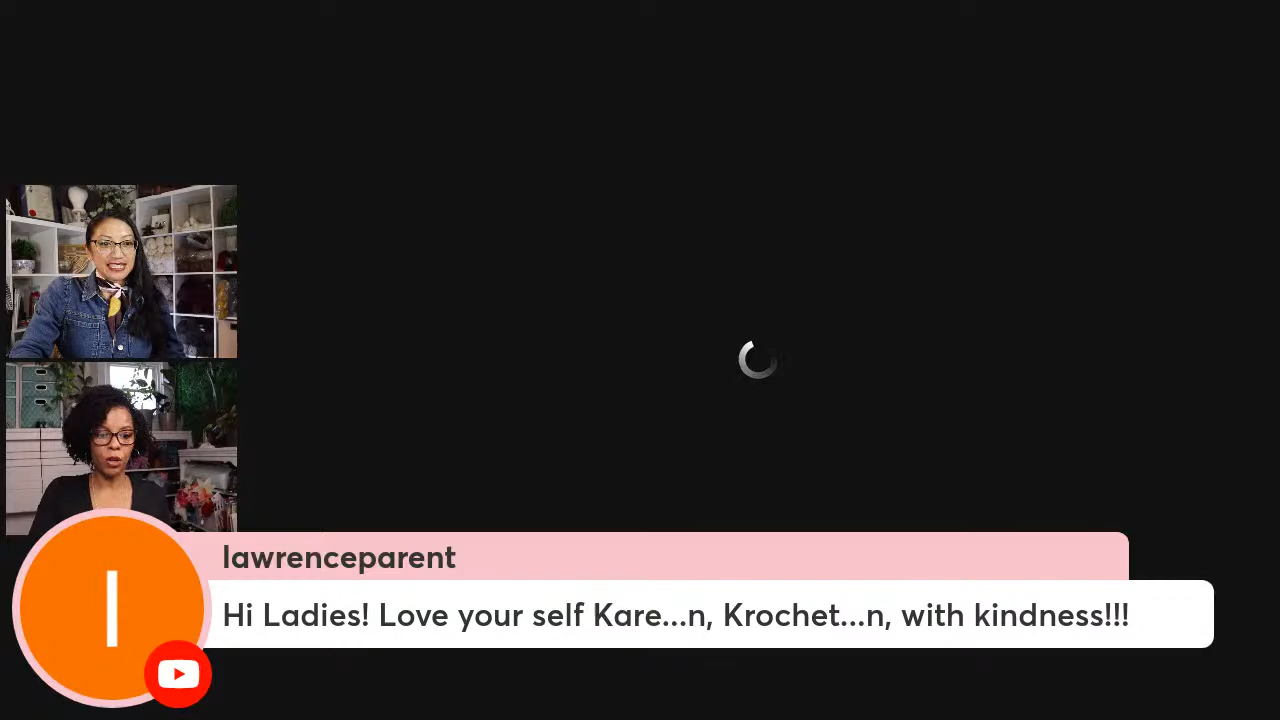 lawrenceparent
Hi Ladies! Love your self Kare...n, Krochet...n, with kindness!!!
l